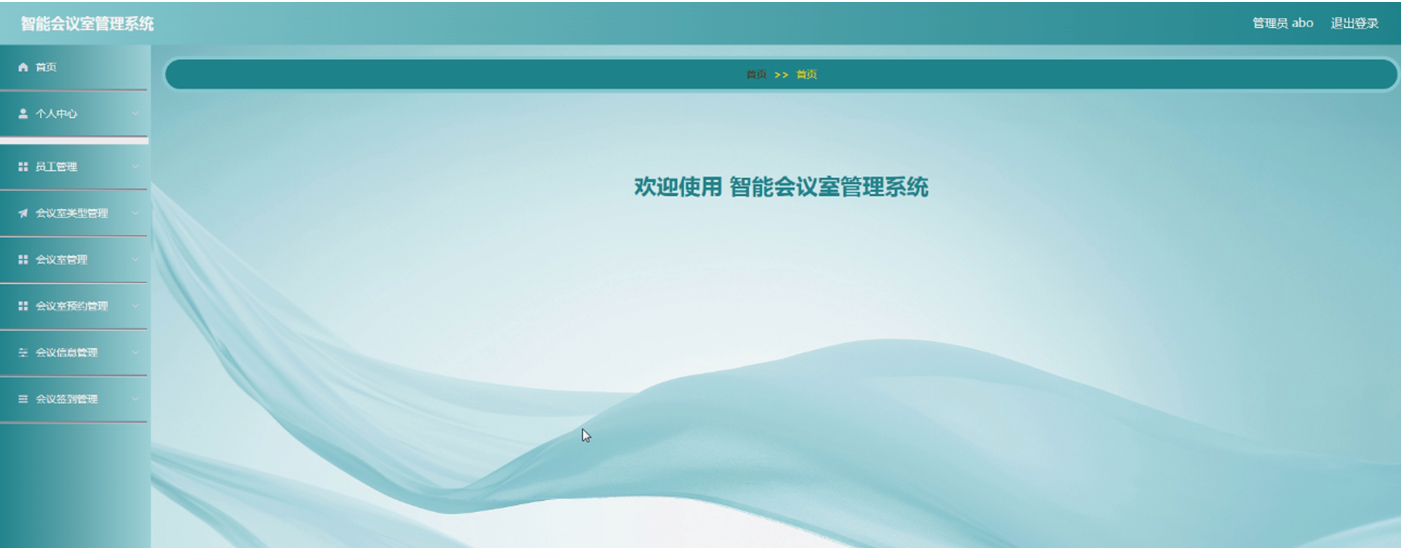 智能会议室管理系统
管理员 abo 退出登录
首页
首页 >> 首页
个人中心
员工管理
欢迎使用 智能会议室管理系统
会议室类型管理
会议室管理
会议室预约管理
会议信息管理
会议签到管理